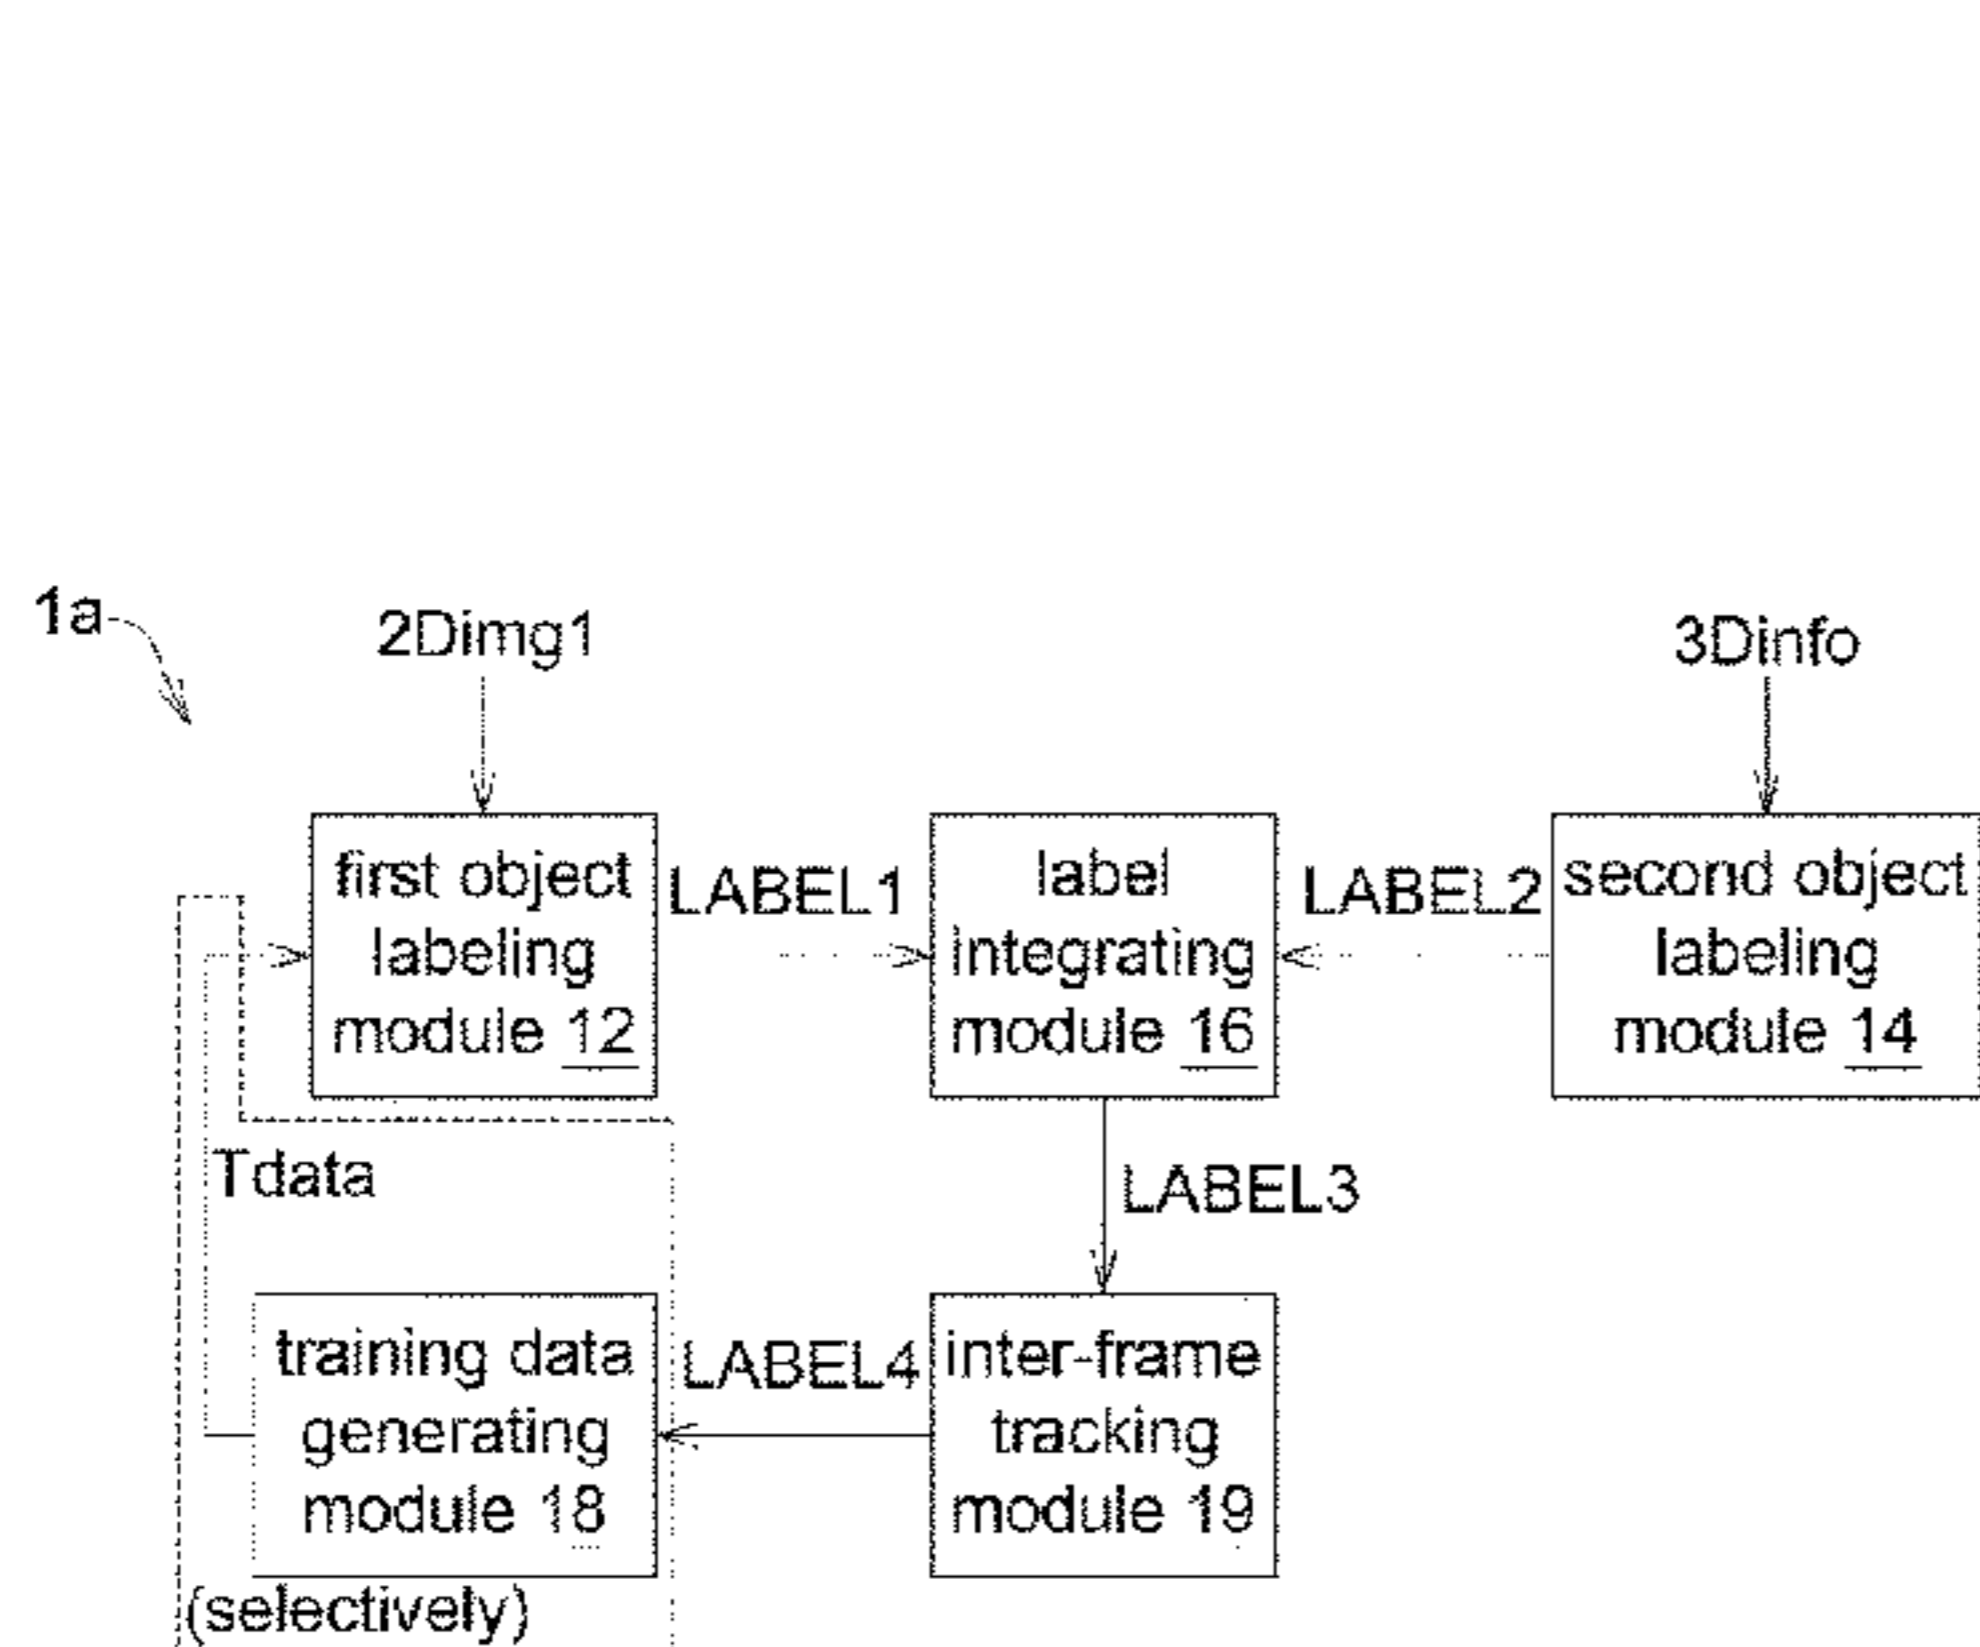 1a
2Dimg1
3Dinfo
first object
labeling
module 12
LABEL1
label
integrating
module 16
LABEL2
second object
labeling
module 14
Tdata
LABEL3
training data
generating
module 18
LABEL4
inter-frame
tracking
module 19
(selectively)